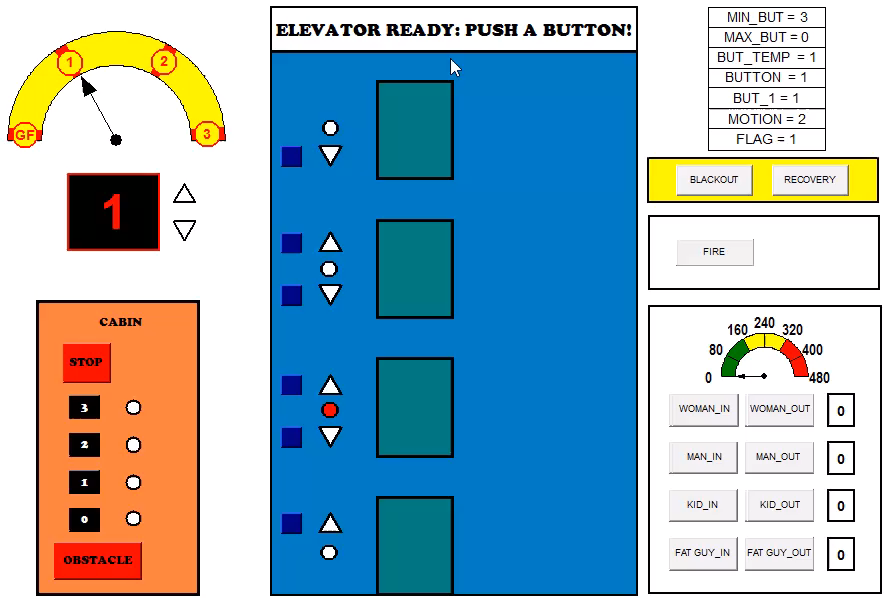 ELEVATOR READY: PUSH A BUTTON!
MIN_BUT = 3
MAX_BUT = 0
BUT_TEMP = 1
BUTTON = 1
BUT_1 = 1
MOTION = 2
FLAG = 1
GF
1
2
3
1
BLACKOUT RECOVERY
FIRE
CABIN
STOP
3
2
1
0
OBSTACLE
0 80 160 240 320 400 480
WOMAN_IN WOMAN_OUT 0
MAN_IN MAN_OUT 0
KID_IN KID_OUT 0
FAT GUY_IN FAT GUY_OUT 0